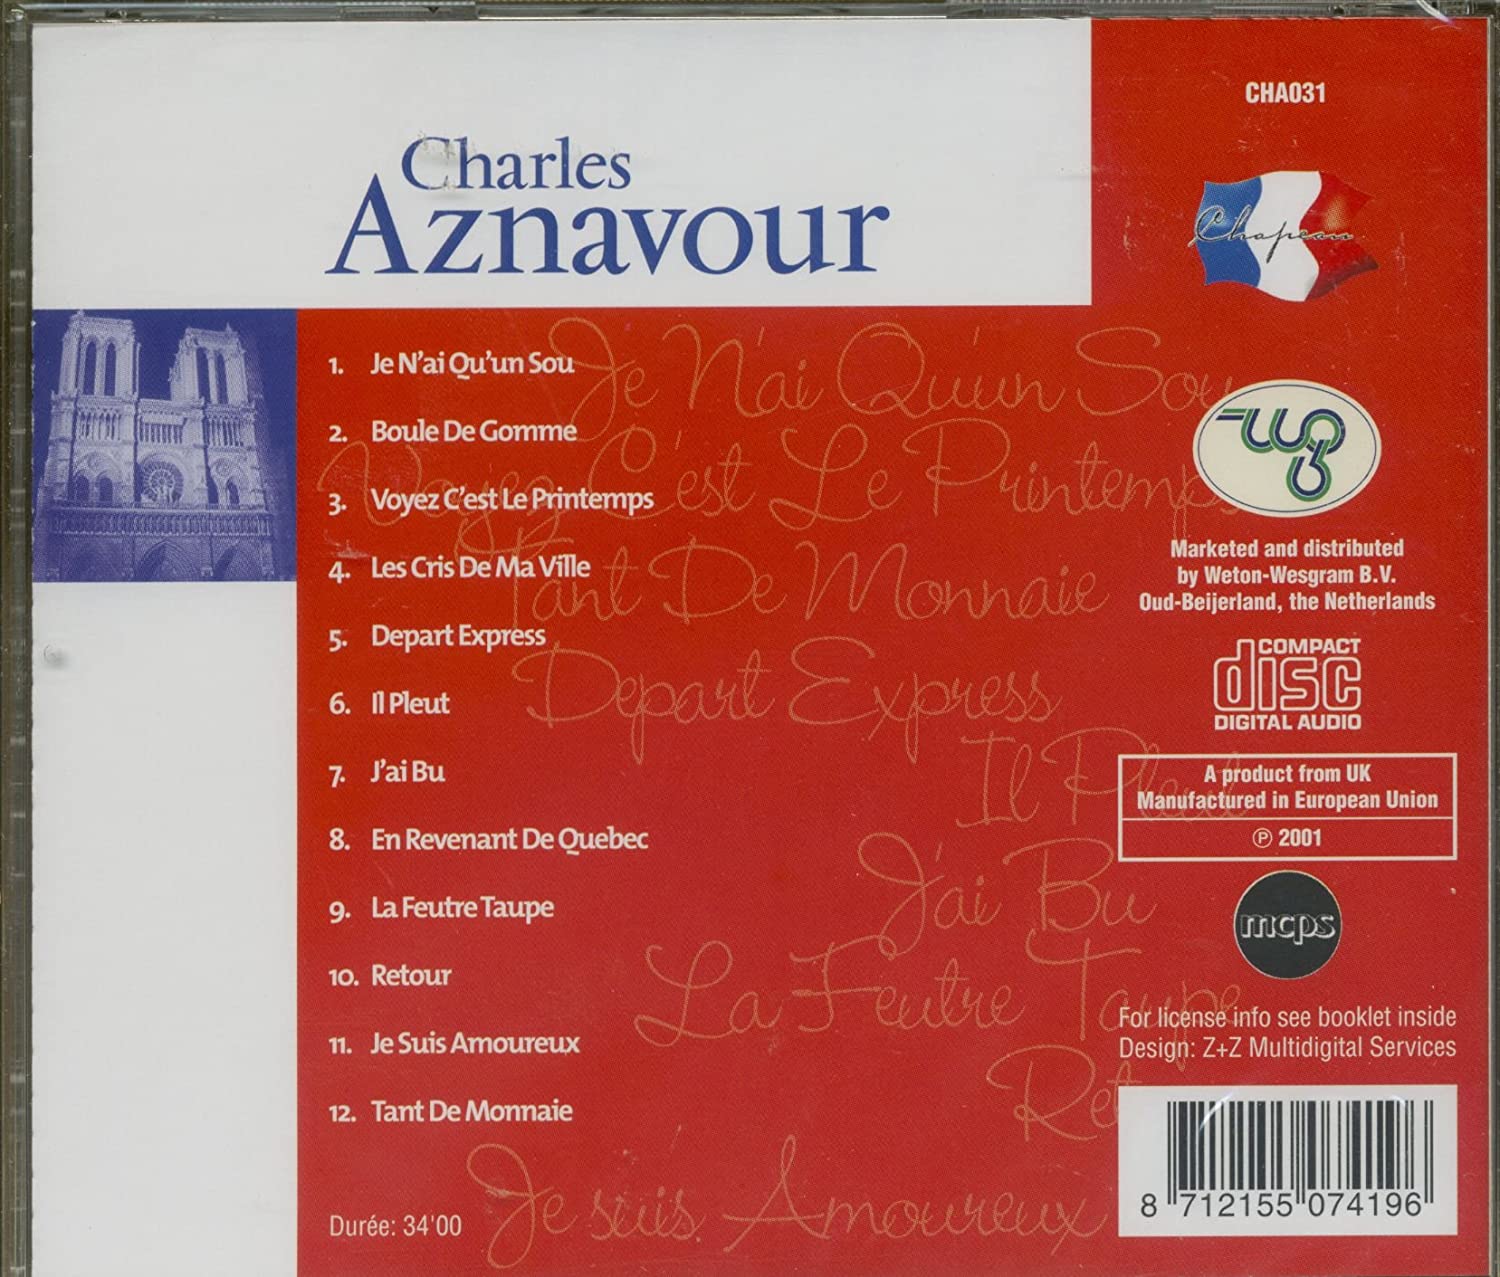 Charles
Aznavour
CHA031
Chapeau
1. Je N'ai Qu'un Sou
2. Boule De Gomme
3. Voyez C'est Le Printemps
4. Les Cris De Ma Ville
5. Depart Express
6. Il Pleut
7. J'ai Bu
8. En Revenant De Quebec
9. La Feutre Taupe
10. Retour
11. Je Suis Amoureux
12. Tant De Monnaie
Durée: 34'00
Je N'ai Qu'un Sou
Voyez C'est Le Printemps
Tant De Monnaie
Depart Express
Il Pleut
J'ai Bu
La Feutre Taupe
Ret
Je suis Amoureux
Marketed and distributed
by Weton-Wesgram B.V.
Oud-Beijerland, the Netherlands
COMPACT
disc
DIGITAL AUDIO
A product from UK
Manufactured in European Union
℗ 2001
mcps
For license info see booklet inside
Design: Z+Z Multidigital Services
8 712155 074196